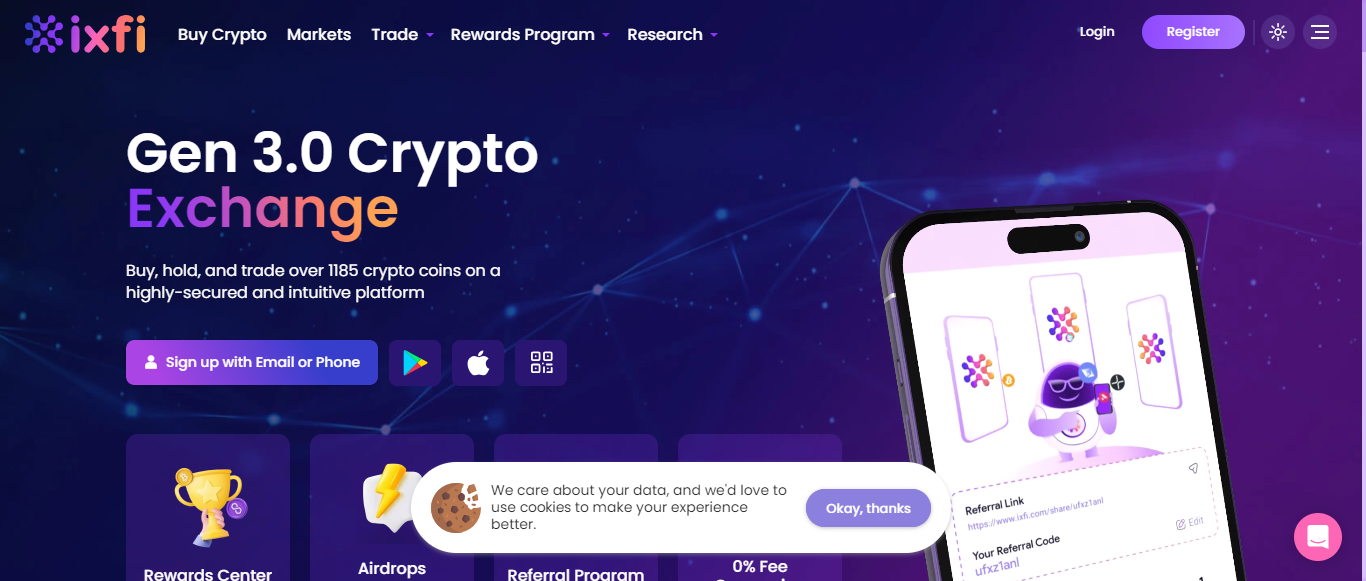 ixfi
Buy Crypto
Markets
Trade
Rewards Program
Research
Login
Register
Gen 3.0 Crypto
Exchange
Buy, hold, and trade over 1185 crypto coins on a
highly-secured and intuitive platform
Sign up with Email or Phone
Rewards Center
Airdrops
Referral Program
0% Fee
We care about your data, and we'd love to
use cookies to make your experience
better.
Okay, thanks
Referral Link
https://www.ixfi.com/share/ufxz1anl
Edit
Your Referral Code
ufxz1anl